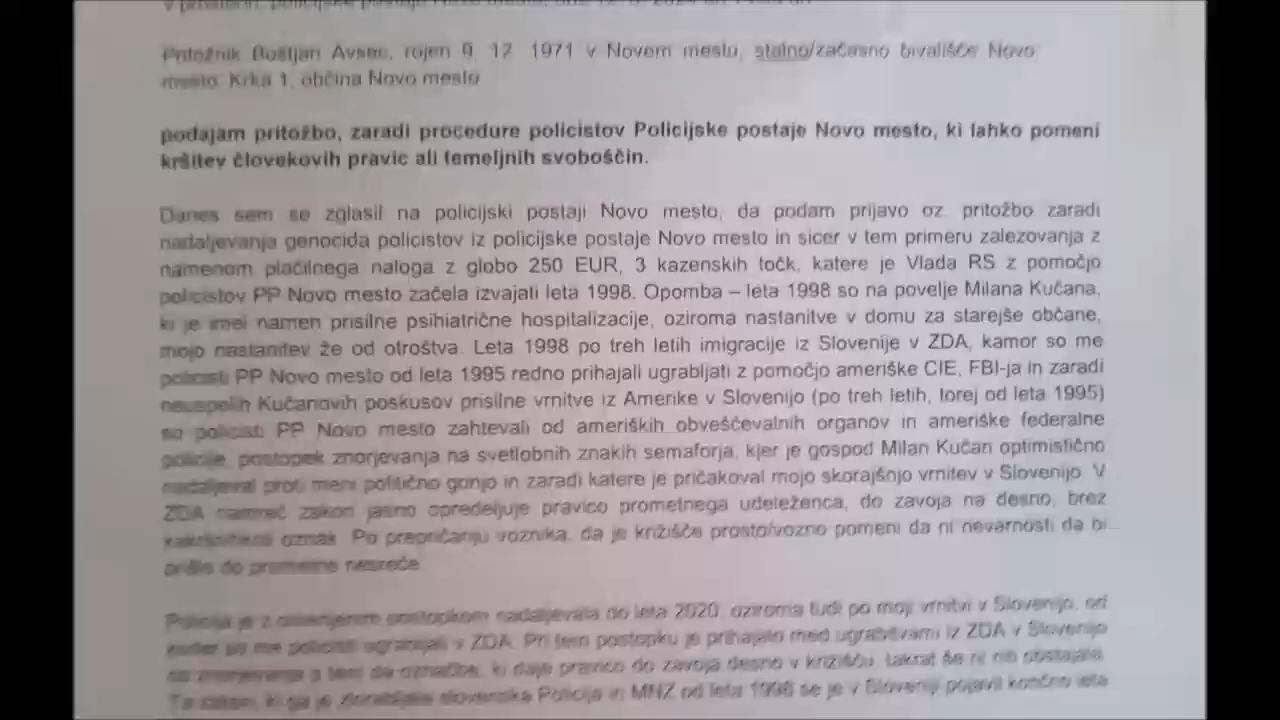 Pritožnik Boštjan Avsec, rojen 9. 12. 1971 v Novem mestu, stalno/začasno bivališče Novo
mesto, Krka 1, občina Novo mesto
podajam pritožbo, zaradi procedure policistov Policijske postaje Novo mesto, ki lahko pomeni
kršitev človekovih pravic ali temeljnih svoboščin.
Danes sem se zglasil na policijski postaji Novo mesto, da podam prijavo oz. pritožbo zaradi
nadaljevanja genocida policistov iz policijske postaje Novo mesto in sicer v tem primeru zalezovanja z
namenom plačilnega naloga z globo 250 EUR, 3 kazenskih točk, katere je Vlada RS z pomočjo
policistov PP Novo mesto začela izvajati leta 1998. Opomba – leta 1998 so na povelje Milana Kučana,
ki je imel namen prisilne psihiatrične hospitalizacije, oziroma nastanitve v domu za starejše občane,
mojo nastanitev že od otroštva. Leta 1998 po treh letih imigracije iz Slovenije v ZDA, kamor so me
policisti PP Novo mesto od leta 1995 redno prihajali ugrabljati z pomočjo ameriške CIE, FBI-ja in zaradi
neuspelih Kučanovih poskusov prisilne vrnitve iz Amerike v Slovenijo (po treh letih, torej od leta 1995)
so policisti PP Novo mesto zahtevali od ameriških obveščevalnih organov in ameriške federalne
policije, postopek znorjevanja na svetlobnih znakih semaforja, kjer je gospod Milan Kučan optimistično
nadaljeval proti meni politično gonjo in zaradi katere je pričakoval mojo skorajšnjo vrnitev v Slovenijo. V
ZDA namreč zakon jasno opredeljuje pravico prometnega udeleženca, do zavoja na desno, brez
kakršnihkoli oznak. Po prepričanju voznika, da je križišče prosto/vozno pomeni da ni nevarnosti da bi
prišlo do prometne nesreče.
Policija je z omenjenim postopkom nadaljevala do leta 2020, oziroma tudi po moji vrnitvi v Slovenijo, od
koder so me policisti ugrabljali v ZDA. Pri tem postopku je prihajalo med ugrabitvami iz ZDA v Slovenijo
do znorjevanja s tem da označbe, ki daje pravico do zavoja desno v križišču, takrat še ni niti obstajala.
Ta zakon, ki ga je zlorabljala slovenska Policija in MNZ od leta 1998 se je v Sloveniji pojavil končno leta